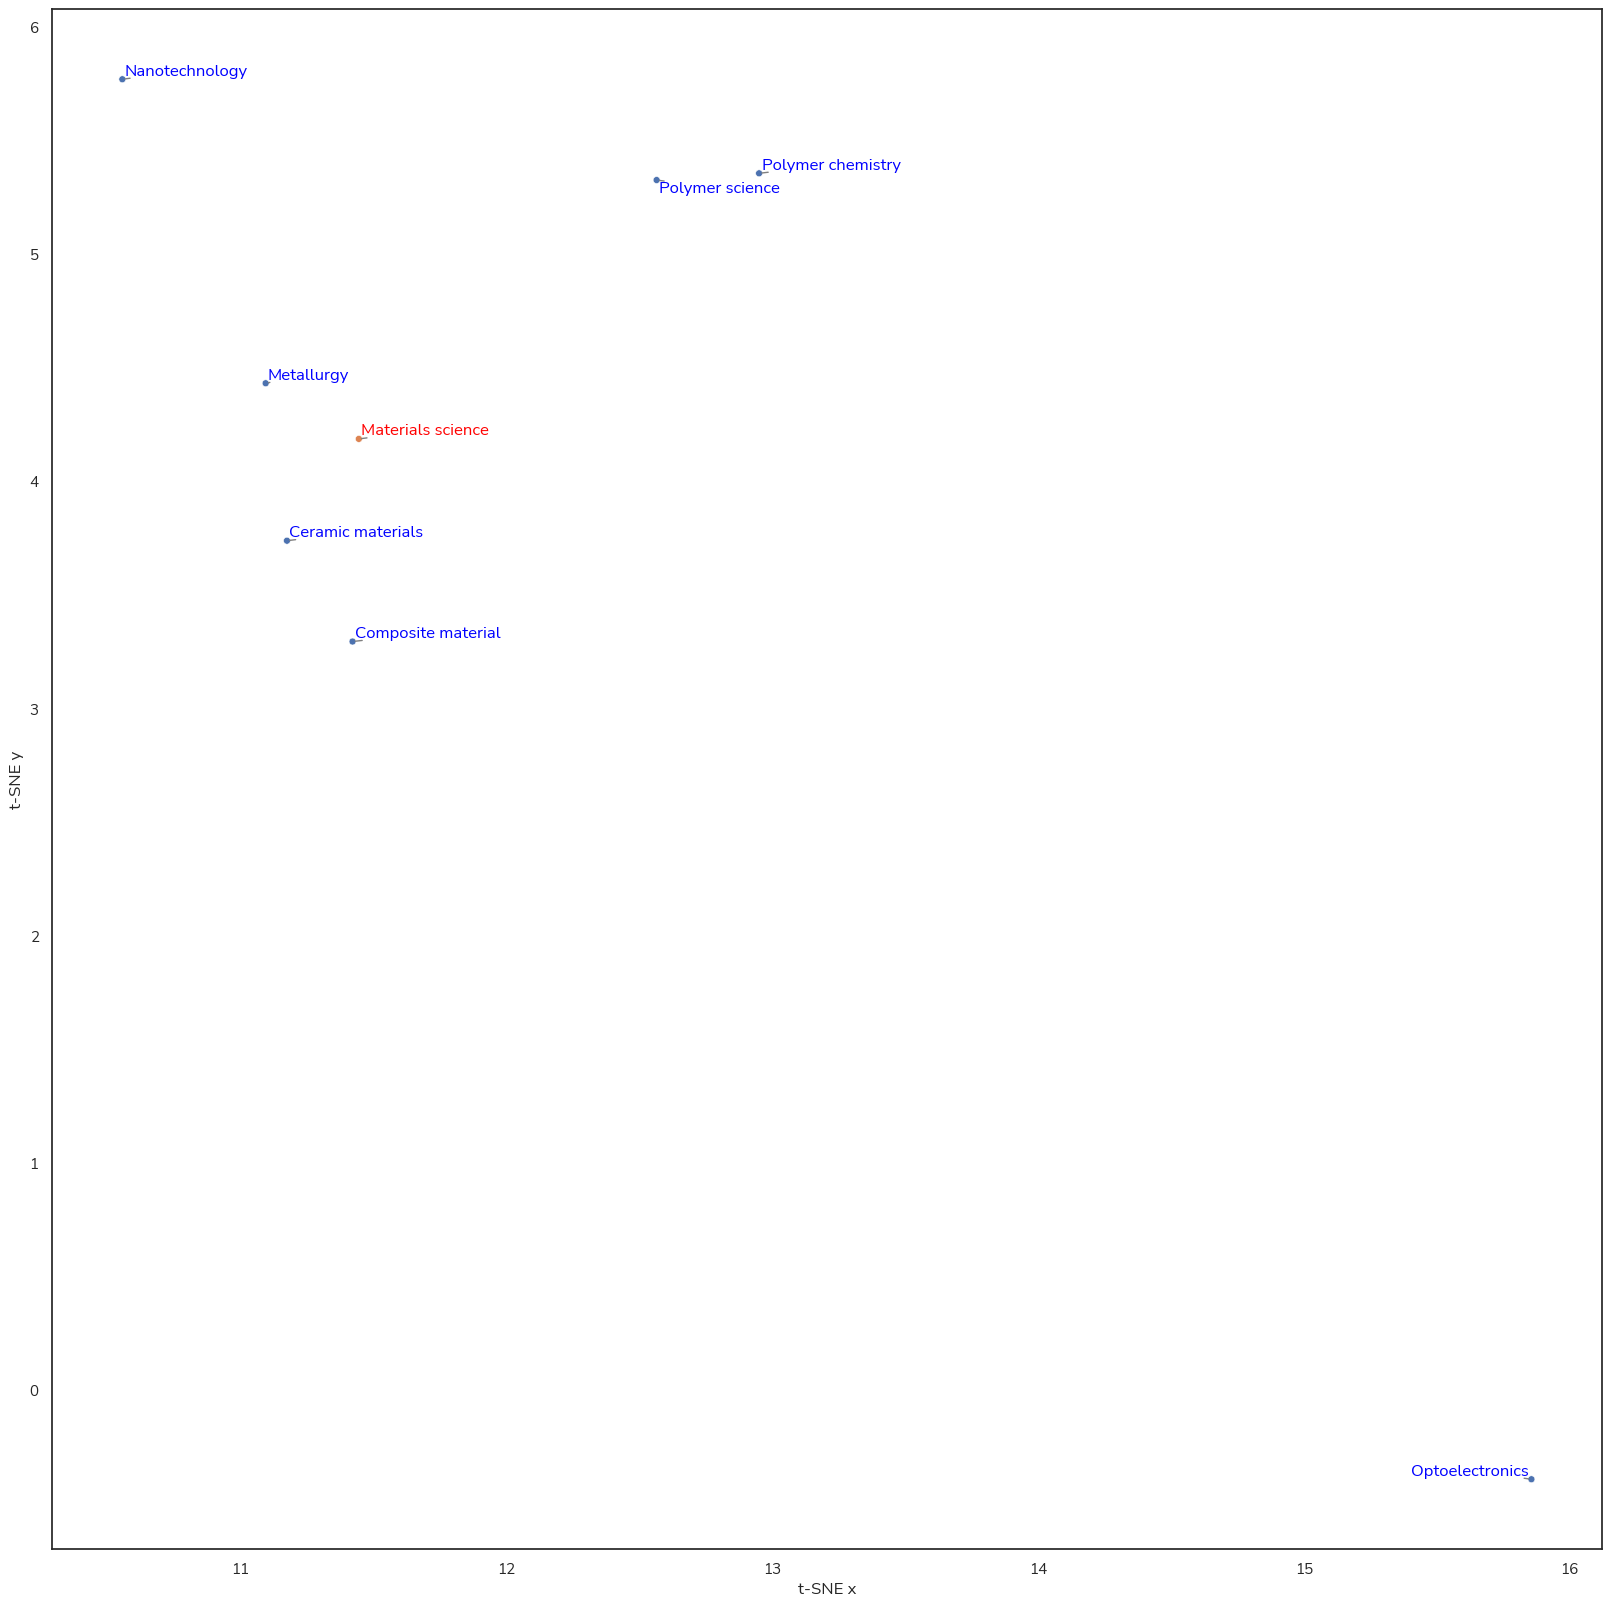 6
Nanotechnology
Polymer chemistry
Polymer science
5
Metallurgy
Materials science
4
Ceramic materials
Composite material
3
t-SNE y
2
1
0
Optoelectronics
11 12 13 14 15 16
t-SNE x